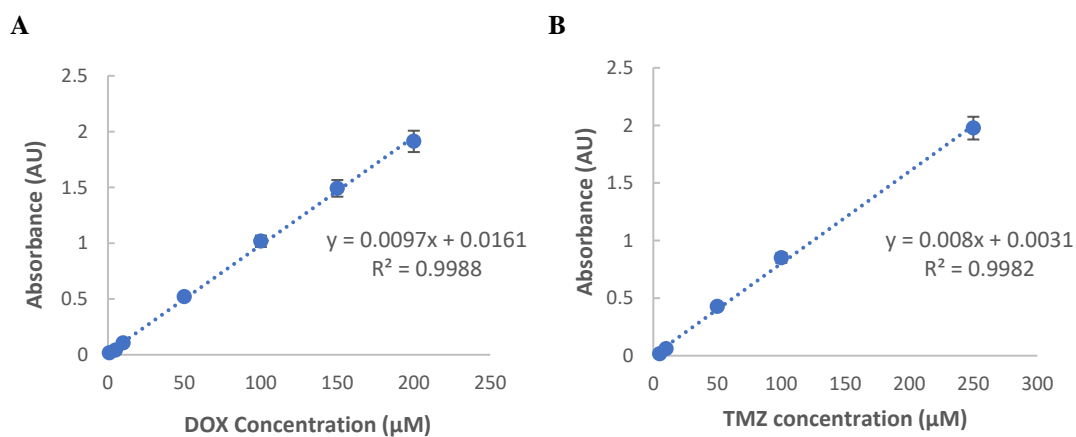 A
2.5
2
1.5
1
0.5
0
0
50
100
150
200
250
Absorbance (AU)
DOX Concentration (μM)
y = 0.0097x + 0.0161
R² = 0.9988
B
2.5
2
1.5
1
0.5
0
0
50
100
150
200
250
300
Absorbance (AU)
TMZ concentration (μM)
y = 0.008x + 0.0031
R² = 0.9982